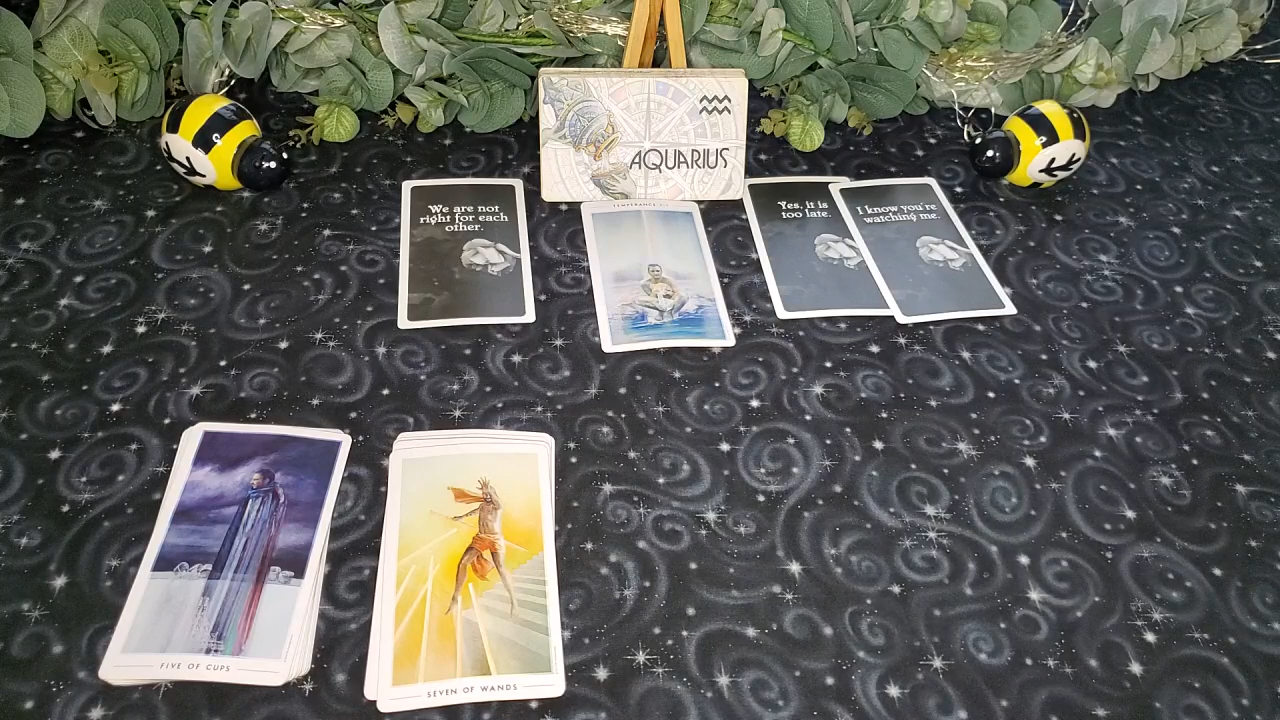 AQUARIUS
We are not
right for each
other.
TEMPERANCE
Yes, it is
too late.
I know you're
watching me.
FIVE OF CUPS
SEVEN OF WANDS